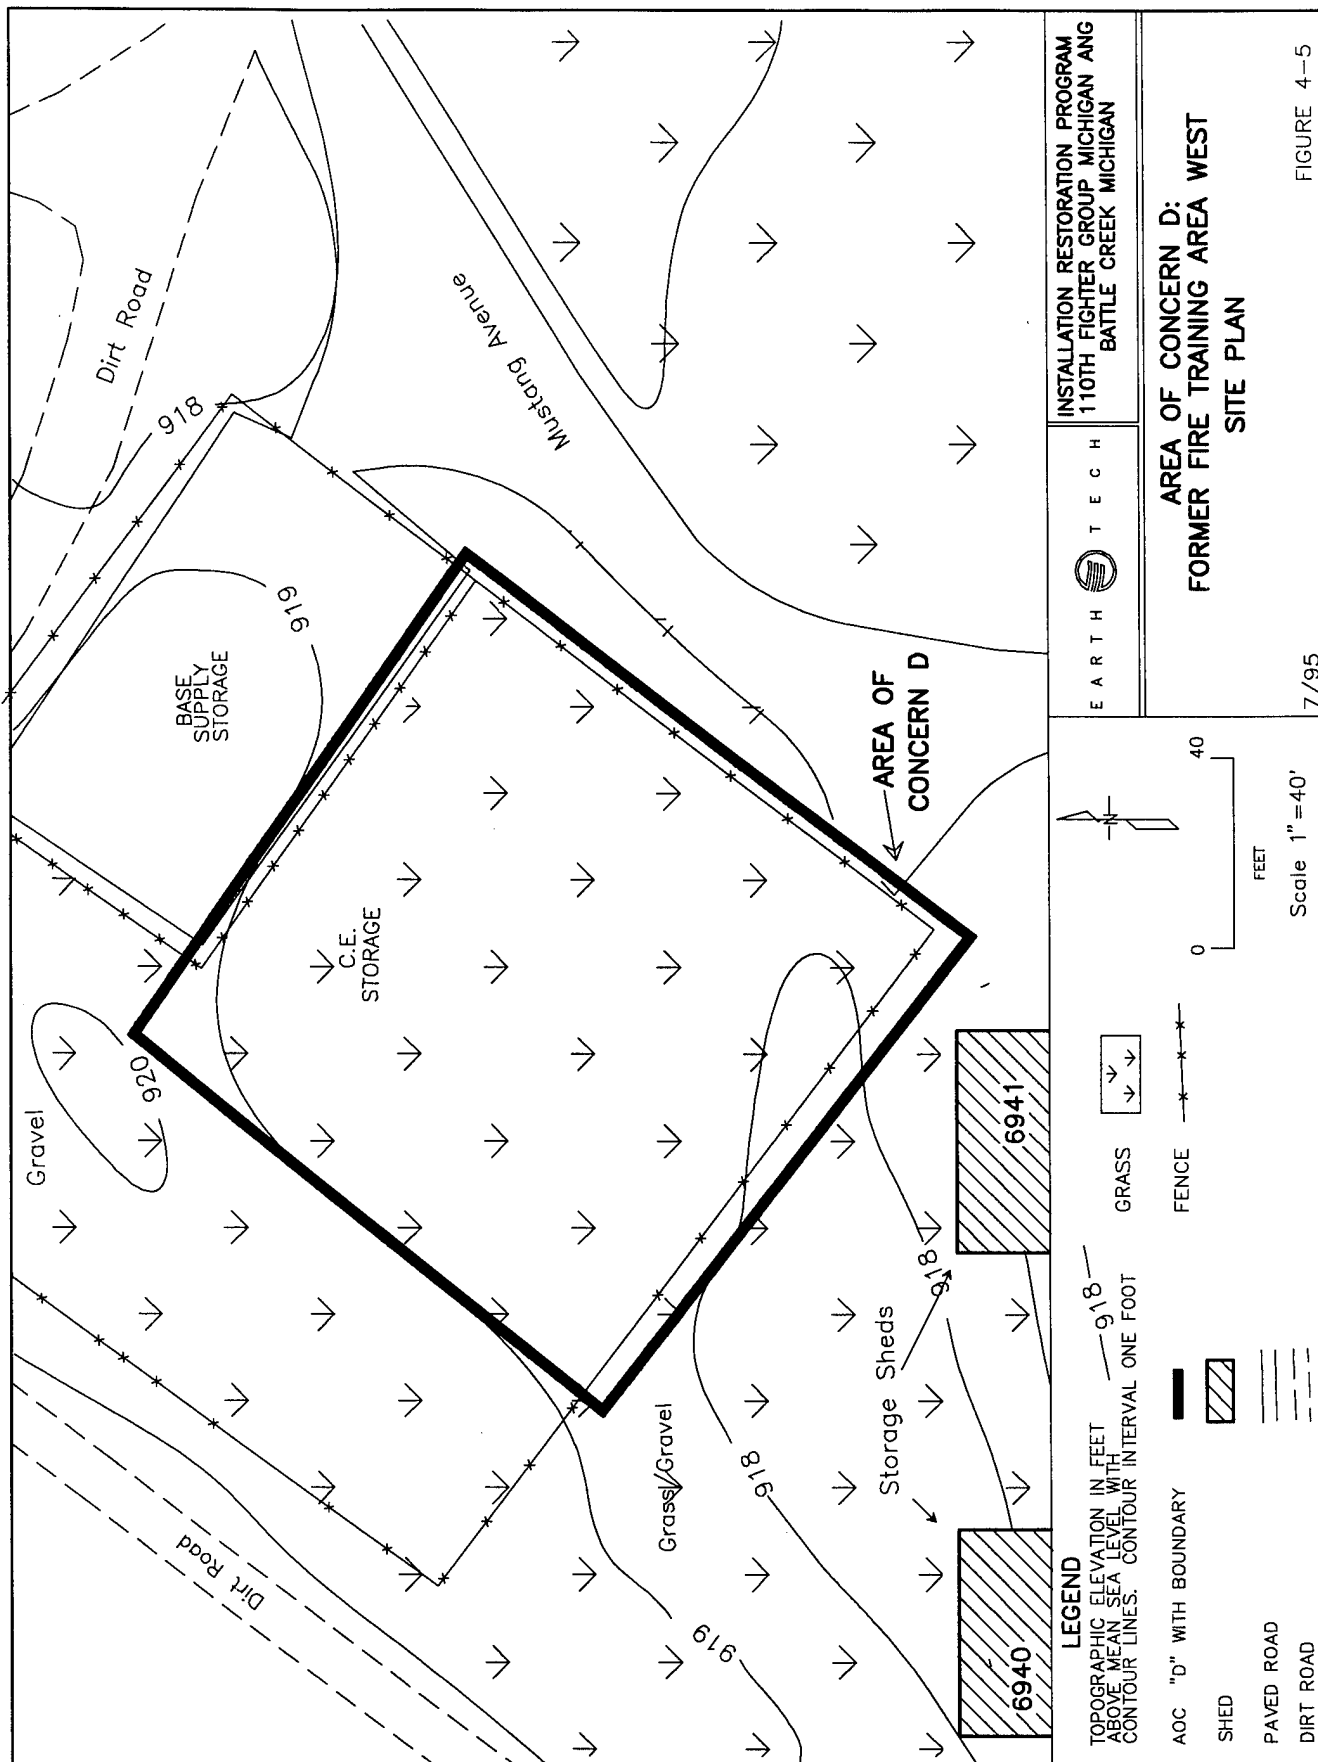 Gravel
Dirt Road
920
C.E.
STORAGE
BASE
SUPPLY
STORAGE
919
918
Dirt Road
Mustang Avenue
Grass/Gravel
919
918
Storage Sheds
918
AREA OF
CONCERN D
6940
6941
LEGEND
TOPOGRAPHIC ELEVATION IN FEET
ABOVE MEAN SEA LEVEL WITH
CONTOUR LINES. CONTOUR INTERVAL ONE FOOT
918
AOC "D" WITH BOUNDARY
SHED
PAVED ROAD
DIRT ROAD
GRASS
FENCE
N
0 40
FEET
Scale 1"=40'
EARTH TECH
INSTALLATION RESTORATION PROGRAM
110TH FIGHTER GROUP MICHIGAN ANG
BATTLE CREEK MICHIGAN
AREA OF CONCERN D:
FORMER FIRE TRAINING AREA WEST
SITE PLAN
7/95
FIGURE 4-5